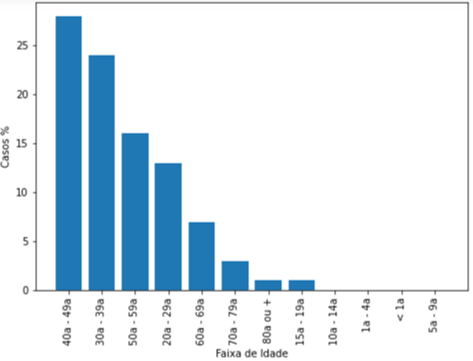 25
20
15
10
5
0
Casos %
40a - 49a
30a - 39a
50a - 59a
20a - 29a
60a - 69a
70a - 79a
80a ou +
15a - 19a
10a - 14a
1a - 4a
< 1a
5a - 9a
Faixa de Idade